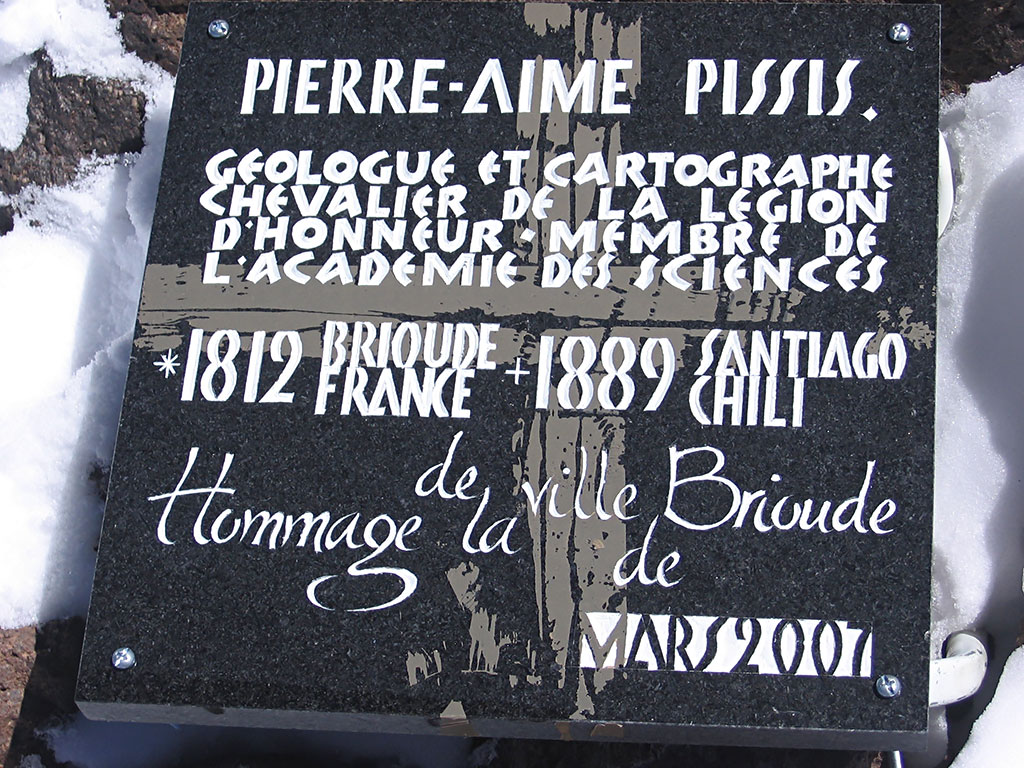 PIERRE-AIME PISSIS.
GEOLOGUE ET CARTOGRAPHE
CHEVALIER DE LA LEGION
D'HONNEUR · MEMBRE DE
L'ACADEMIE DES SCIENCES
*1812 BRIOUDE FRANCE +1889 SANTIAGO CHILI
Hommage de la ville de Brioude
MARS 2007